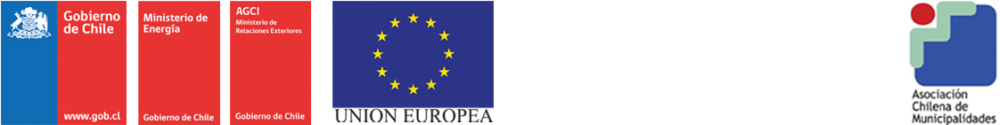 Gobierno
de Chile
www.gob.cl
Ministerio de
Energía
Gobierno de Chile
AGCI
Ministerio de
Relaciones Exteriores
Gobierno de Chile
UNION EUROPEA
Asociación
Chilena de
Municipalidades